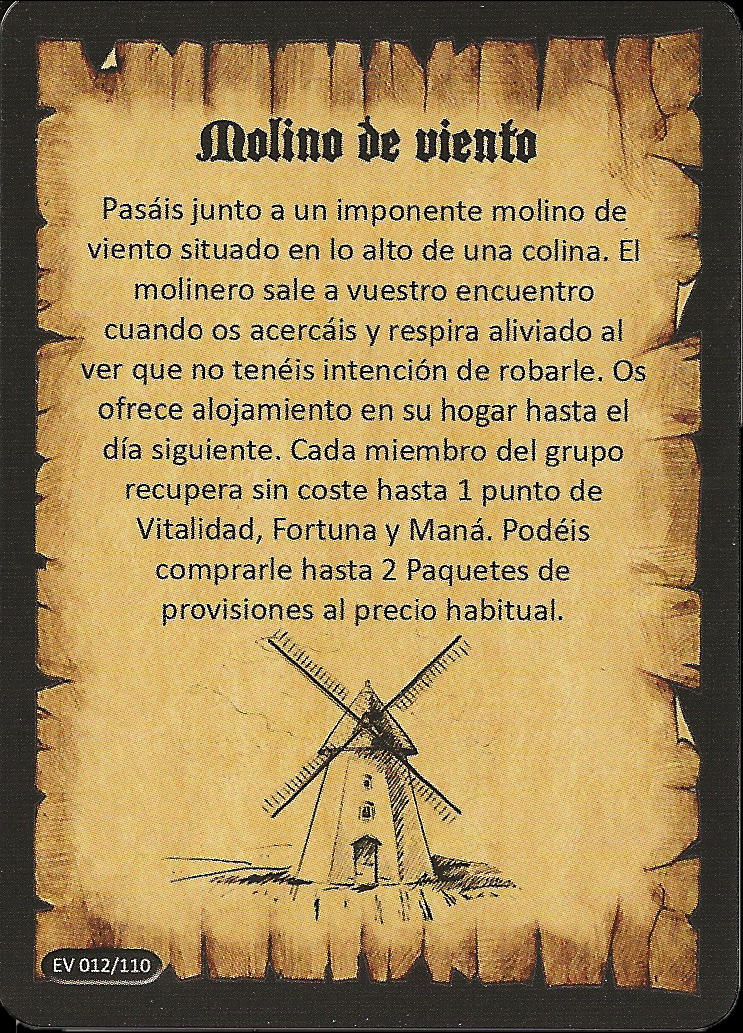 Molino de viento
Pasáis junto a un imponente molino de
viento situado en lo alto de una colina. El
molinero sale a vuestro encuentro
cuando os acercáis y respira aliviado al
ver que no tenéis intención de robarle. Os
ofrece alojamiento en su hogar hasta el
día siguiente. Cada miembro del grupo
recupera sin coste hasta 1 punto de
Vitalidad, Fortuna y Maná. Podéis
comprarle hasta 2 Paquetes de
provisiones al precio habitual.
EV 012/110